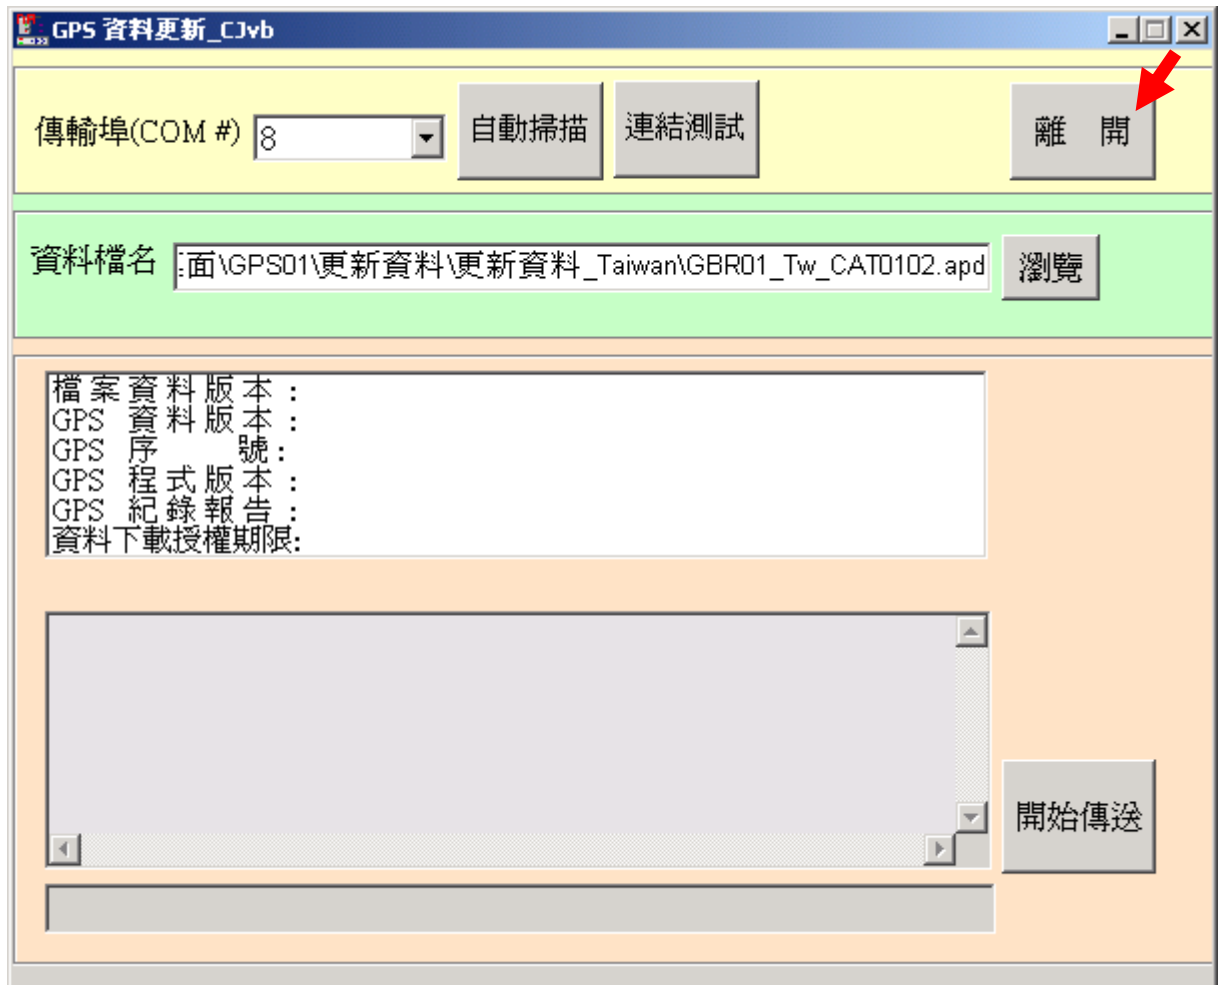 GPS 資料更新_CJvb
傳輸埠(COM #) 8 自動掃描 連結測試 離 開
資料檔名 面\GPS01\更新資料\更新資料_Taiwan\GBR01_Tw_CAT0102.apd 瀏覽
檔案資料版本:
GPS 資料版本:
GPS 序 號:
GPS 程式版本:
GPS 紀錄報告:
資料下載授權期限:
開始傳送